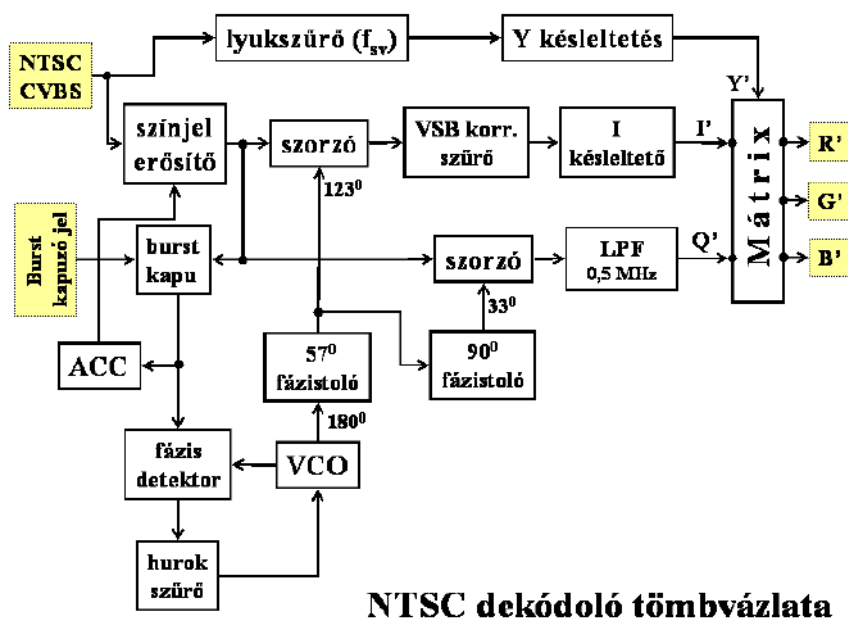 lyukszűrő (fsv)
Y késleltetés
NTSC
CVBS
Y’
színjel
erősítő
szorzó
VSB korr.
szűrő
I
késleltető
I’
Mátrix
R’
123⁰
G’
Burst
kapuzó jel
burst
kapu
szorzó
LPF
0,5 MHz
Q’
B’
33⁰
ACC
57⁰
fázistoló
90⁰
fázistoló
180⁰
fázis
detektor
VCO
hurok
szűrő
NTSC dekódoló tömbvázlata